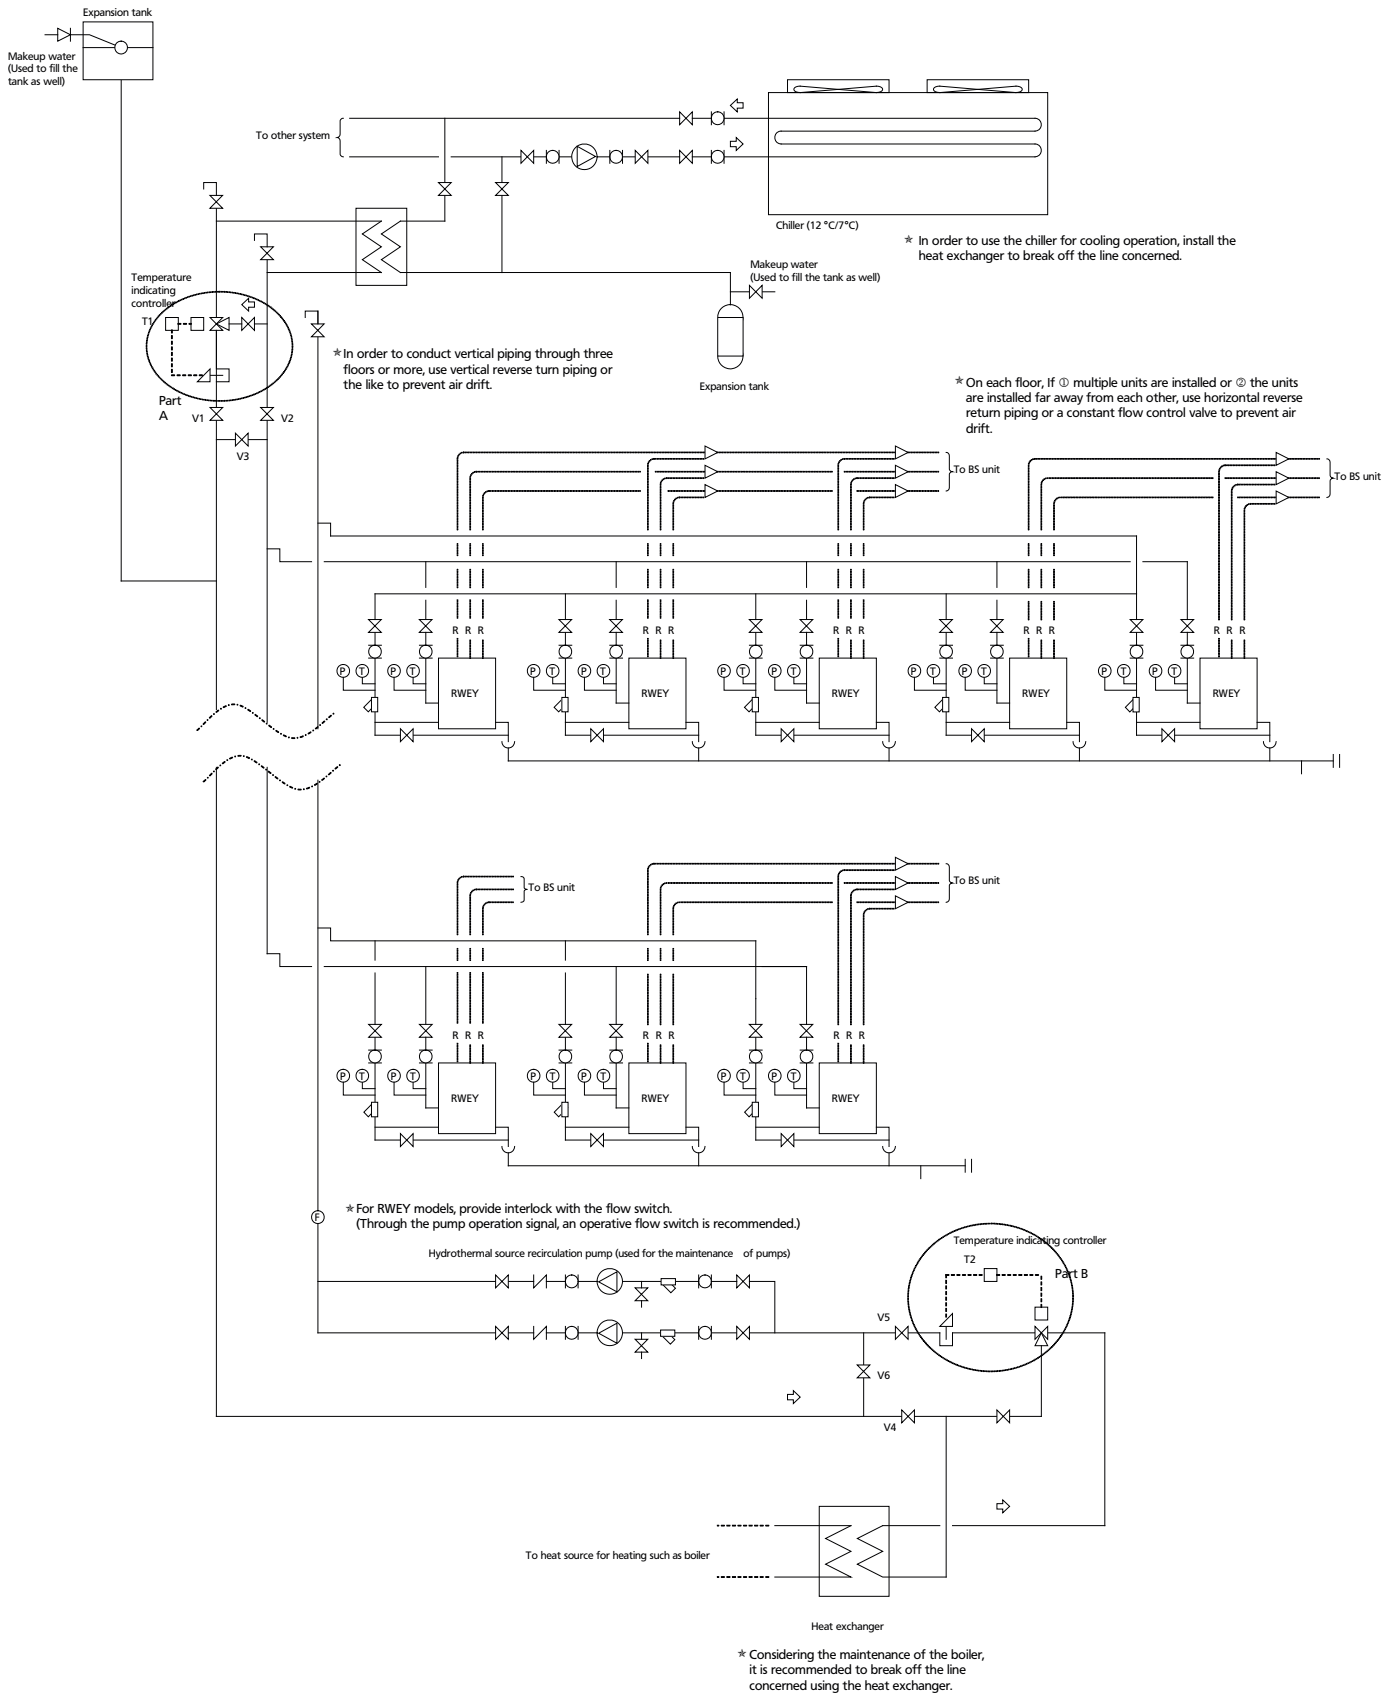 Expansion tank
Makeup water
(Used to fill the
tank as well)
To other system
Chiller (12 °C/7°C)
* In order to use the chiller for cooling operation, install the
heat exchanger to break off the line concerned.
Makeup water
(Used to fill the tank as well)
Expansion tank
Temperature
indicating
controller
T1
Part
A
V1
V2
V3
* In order to conduct vertical piping through three
floors or more, use vertical reverse turn piping or
the like to prevent air drift.
* On each floor, If ① multiple units are installed or ② the units
are installed far away from each other, use horizontal reverse
return piping or a constant flow control valve to prevent air
drift.
To BS unit
To BS unit
R R R
R R R
R R R
R R R
R R R
P T P T
P T P T
P T P T
P T P T
P T P T
RWEY
RWEY
RWEY
RWEY
RWEY
To BS unit
To BS unit
R R R
R R R
R R R
P T P T
P T P T
P T P T
RWEY
RWEY
RWEY
F
* For RWEY models, provide interlock with the flow switch.
(Through the pump operation signal, an operative flow switch is recommended.)
Hydrothermal source recirculation pump (used for the maintenance of pumps)
Temperature indicating controller
T2
Part B
V5
V6
V4
To heat source for heating such as boiler
Heat exchanger
* Considering the maintenance of the boiler,
it is recommended to break off the line
concerned using the heat exchanger.